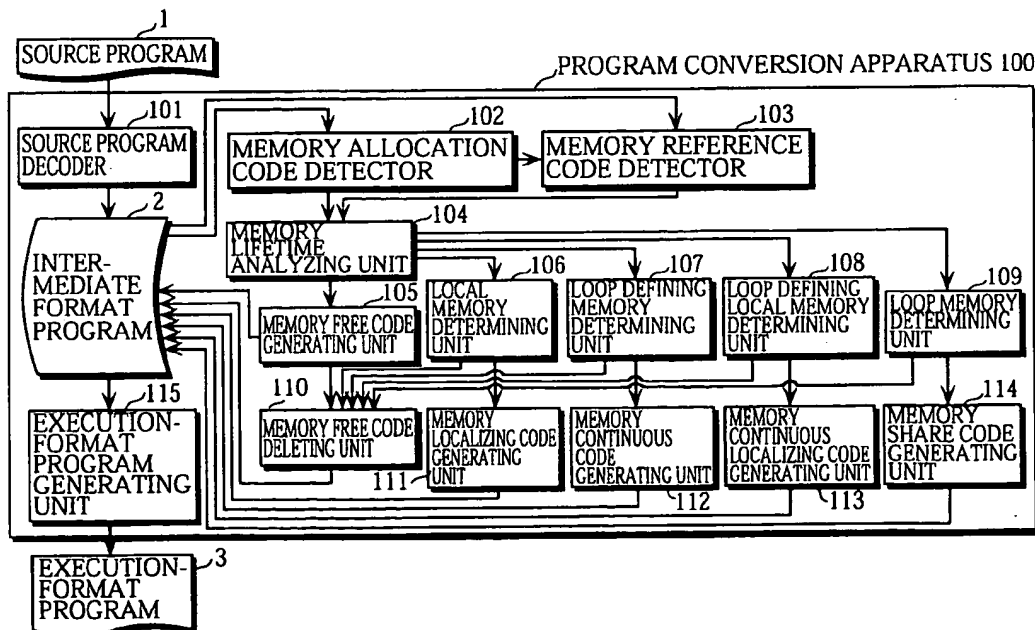 1
SOURCE PROGRAM
PROGRAM CONVERSION APPARATUS 100
101
SOURCE PROGRAM
DECODER
102
MEMORY ALLOCATION
CODE DETECTOR
103
MEMORY REFERENCE
CODE DETECTOR
2
INTER-
MEDIATE
FORMAT
PROGRAM
104
MEMORY
LIFETIME
ANALYZING UNIT
105
MEMORY FREE CODE
GENERATING UNIT
106
LOCAL
MEMORY
DETERMINING
UNIT
107
LOOP DEFINING
MEMORY
DETERMINING
UNIT
108
LOOP DEFINING
LOCAL MEMORY
DETERMINING
UNIT
109
LOOP MEMORY
DETERMINING
UNIT
110
MEMORY FREE CODE
DELETING UNIT
MEMORY
LOCALIZING CODE
GENERATING
UNIT
111
MEMORY
CONTINUOUS
CODE
GENERATING UNIT
112
MEMORY
CONTINUOUS
LOCALIZING CODE
GENERATING UNIT
113
114
MEMORY
SHARE CODE
GENERATING
UNIT
115
EXECUTION-
FORMAT
PROGRAM
GENERATING
UNIT
3
EXECUTION-
FORMAT
PROGRAM